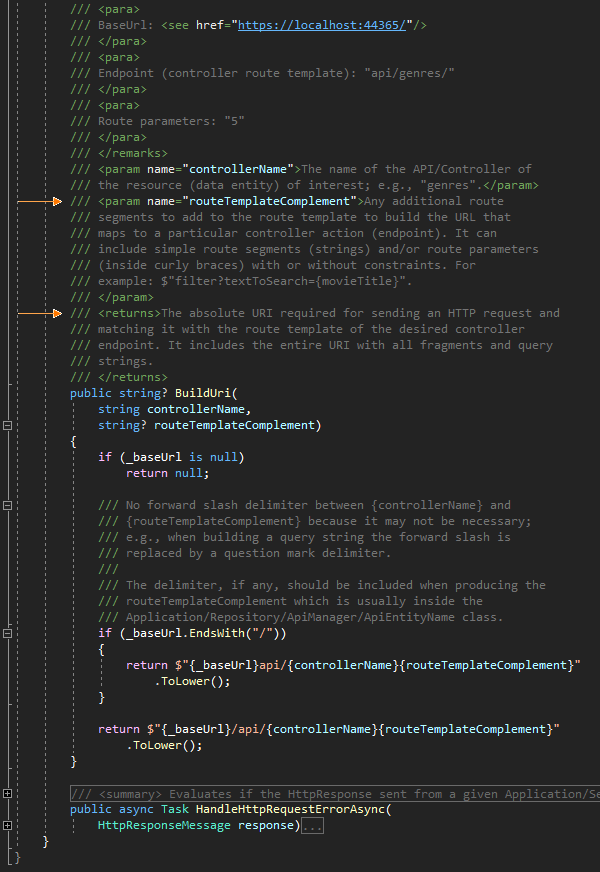 /// <para>
/// BaseUrl: <see href="https://localhost:44365/"/>
/// </para>
/// <para>
/// Endpoint (controller route template): "api/genres/"
/// </para>
/// <para>
/// Route parameters: "5"
/// </para>
/// </remarks>
/// <param name="controllerName">The name of the API/Controller of
/// the resource (data entity) of interest; e.g., "genres".</param>
/// <param name="routeTemplateComplement">Any additional route
/// segments to add to the route template to build the URL that
/// maps to a particular controller action (endpoint). It can
/// include simple route segments (strings) and/or route parameters
/// (inside curly braces) with or without constraints. For
/// example: $"filter?textToSearch={movieTitle}".
/// </param>
/// <returns>The absolute URI required for sending an HTTP request and
/// matching it with the route template of the desired controller
/// endpoint. It includes the entire URI with all fragments and query
/// strings.
/// </returns>
public string? BuildUri(
string controllerName,
string? routeTemplateComplement)
{
if (_baseUrl is null)
return null;
/// No forward slash delimiter between {controllerName} and
/// {routeTemplateComplement} because it may not be necessary;
/// e.g., when building a query string the forward slash is
/// replaced by a question mark delimiter.
///
/// The delimiter, if any, should be included when producing the
/// routeTemplateComplement which is usually inside the
/// Application/Repository/ApiManager/ApiEntityName class.
if (_baseUrl.EndsWith("/"))
{
return $"{_baseUrl}api/{controllerName}{routeTemplateComplement}"
.ToLower();
}
return $"{_baseUrl}/api/{controllerName}{routeTemplateComplement}"
.ToLower();
}
/// <summary> Evaluates if the HttpResponse sent from a given Application/Se
public async Task HandleHttpRequestErrorAsync(
HttpResponseMessage response)...
}
}